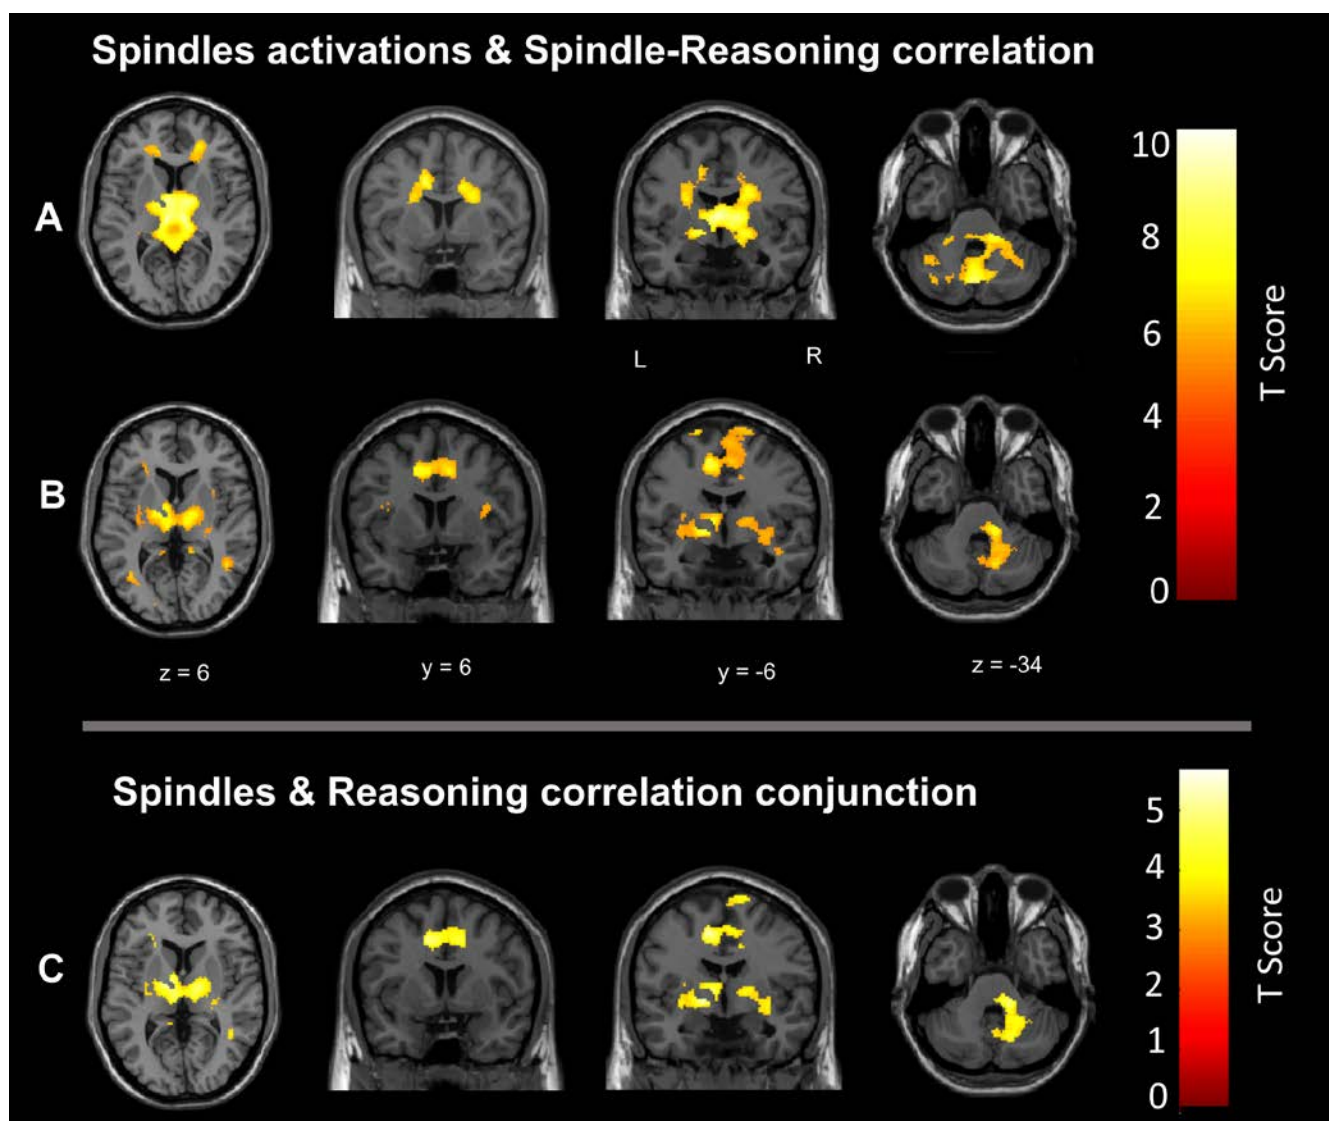 Spindles activations & Spindle-Reasoning correlation
A
10
8
6
4
2
0
T Score
L R
B
z = 6
y = 6
y = -6
z = -34
Spindles & Reasoning correlation conjunction
C
5
4
3
2
1
0
T Score